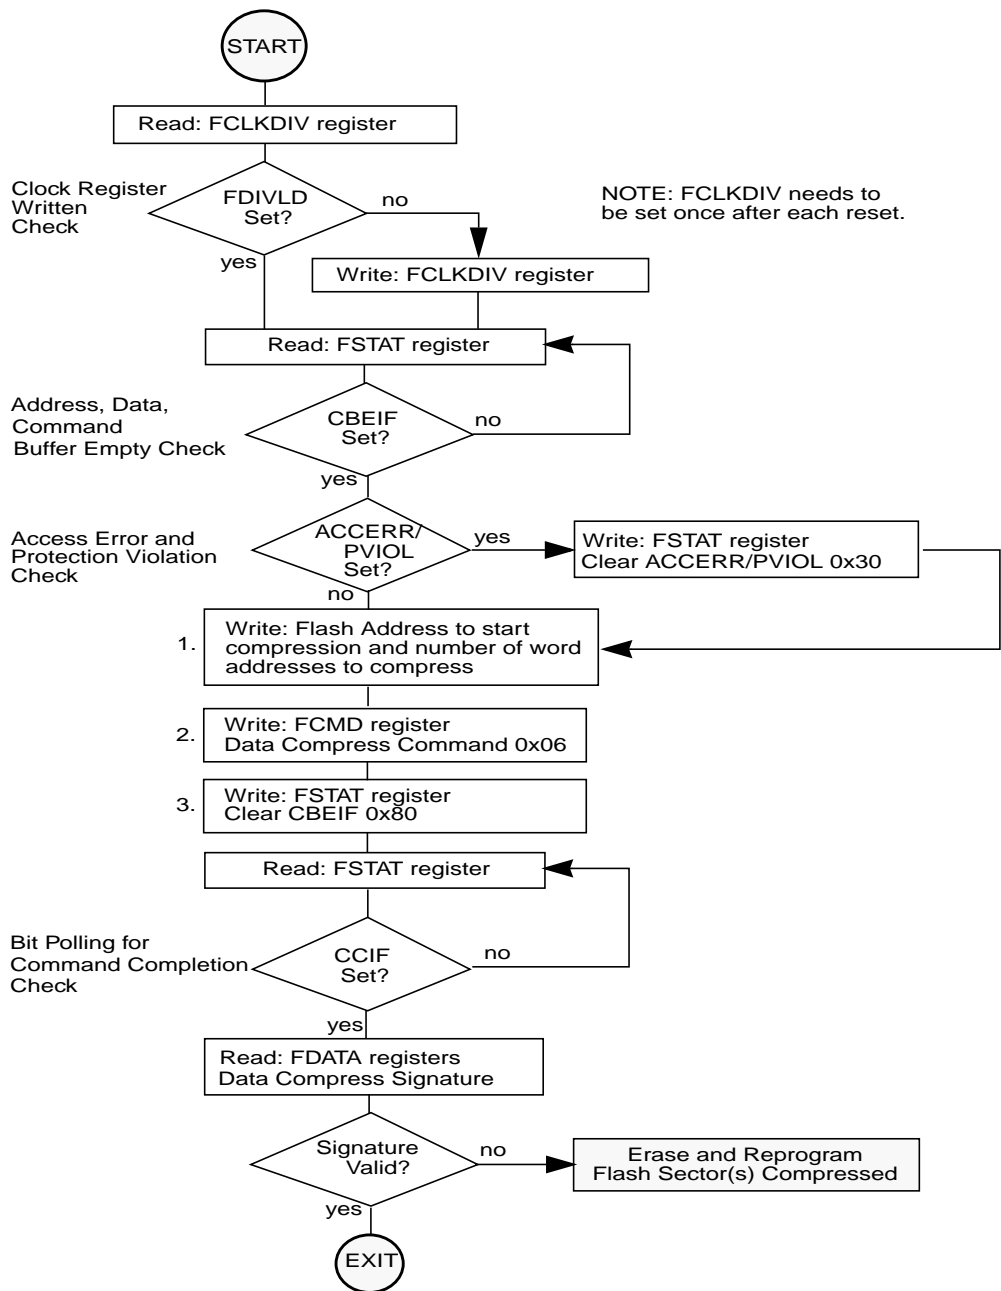 START
Read: FCLKDIV register
Clock Register
Written
Check
FDIVLD
Set?
no
yes
NOTE: FCLKDIV needs to
be set once after each reset.
Write: FCLKDIV register
Read: FSTAT register
Address, Data,
Command
Buffer Empty Check
CBEIF
Set?
no
yes
Access Error and
Protection Violation
Check
ACCERR/
PVIOL
Set?
yes
no
Write: FSTAT register
Clear ACCERR/PVIOL 0x30
1.
Write: Flash Address to start
compression and number of word
addresses to compress
2.
Write: FCMD register
Data Compress Command 0x06
3.
Write: FSTAT register
Clear CBEIF 0x80
Read: FSTAT register
Bit Polling for
Command Completion
Check
CCIF
Set?
no
yes
Read: FDATA registers
Data Compress Signature
Signature
Valid?
no
yes
Erase and Reprogram
Flash Sector(s) Compressed
EXIT